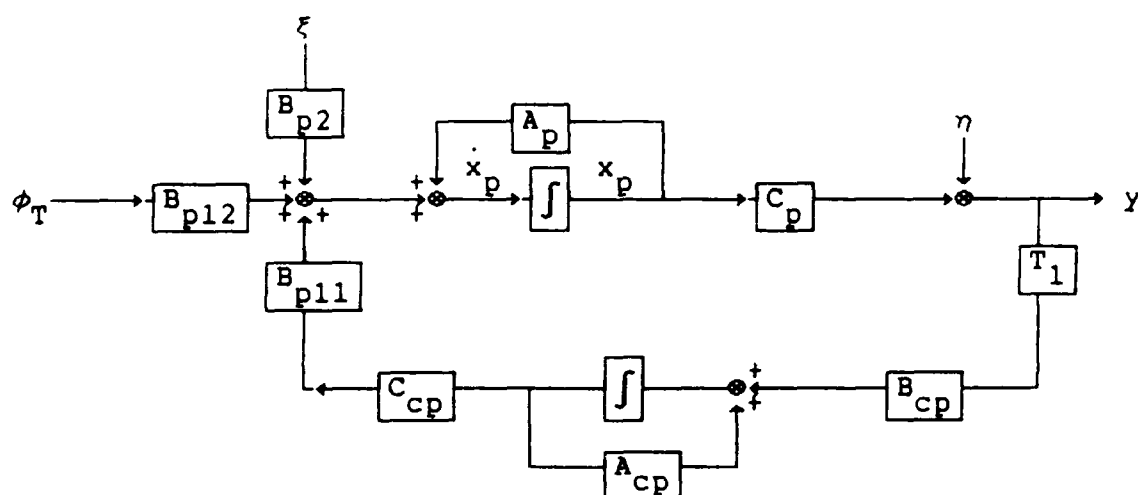 ξ
B_p2
A_p
η
ϕ_T
B_p12
+
+
+
+
+
ẋ_p
∫
x_p
C_p
y
B_p11
T_1
C_cp
∫
+
+
B_cp
A_cp